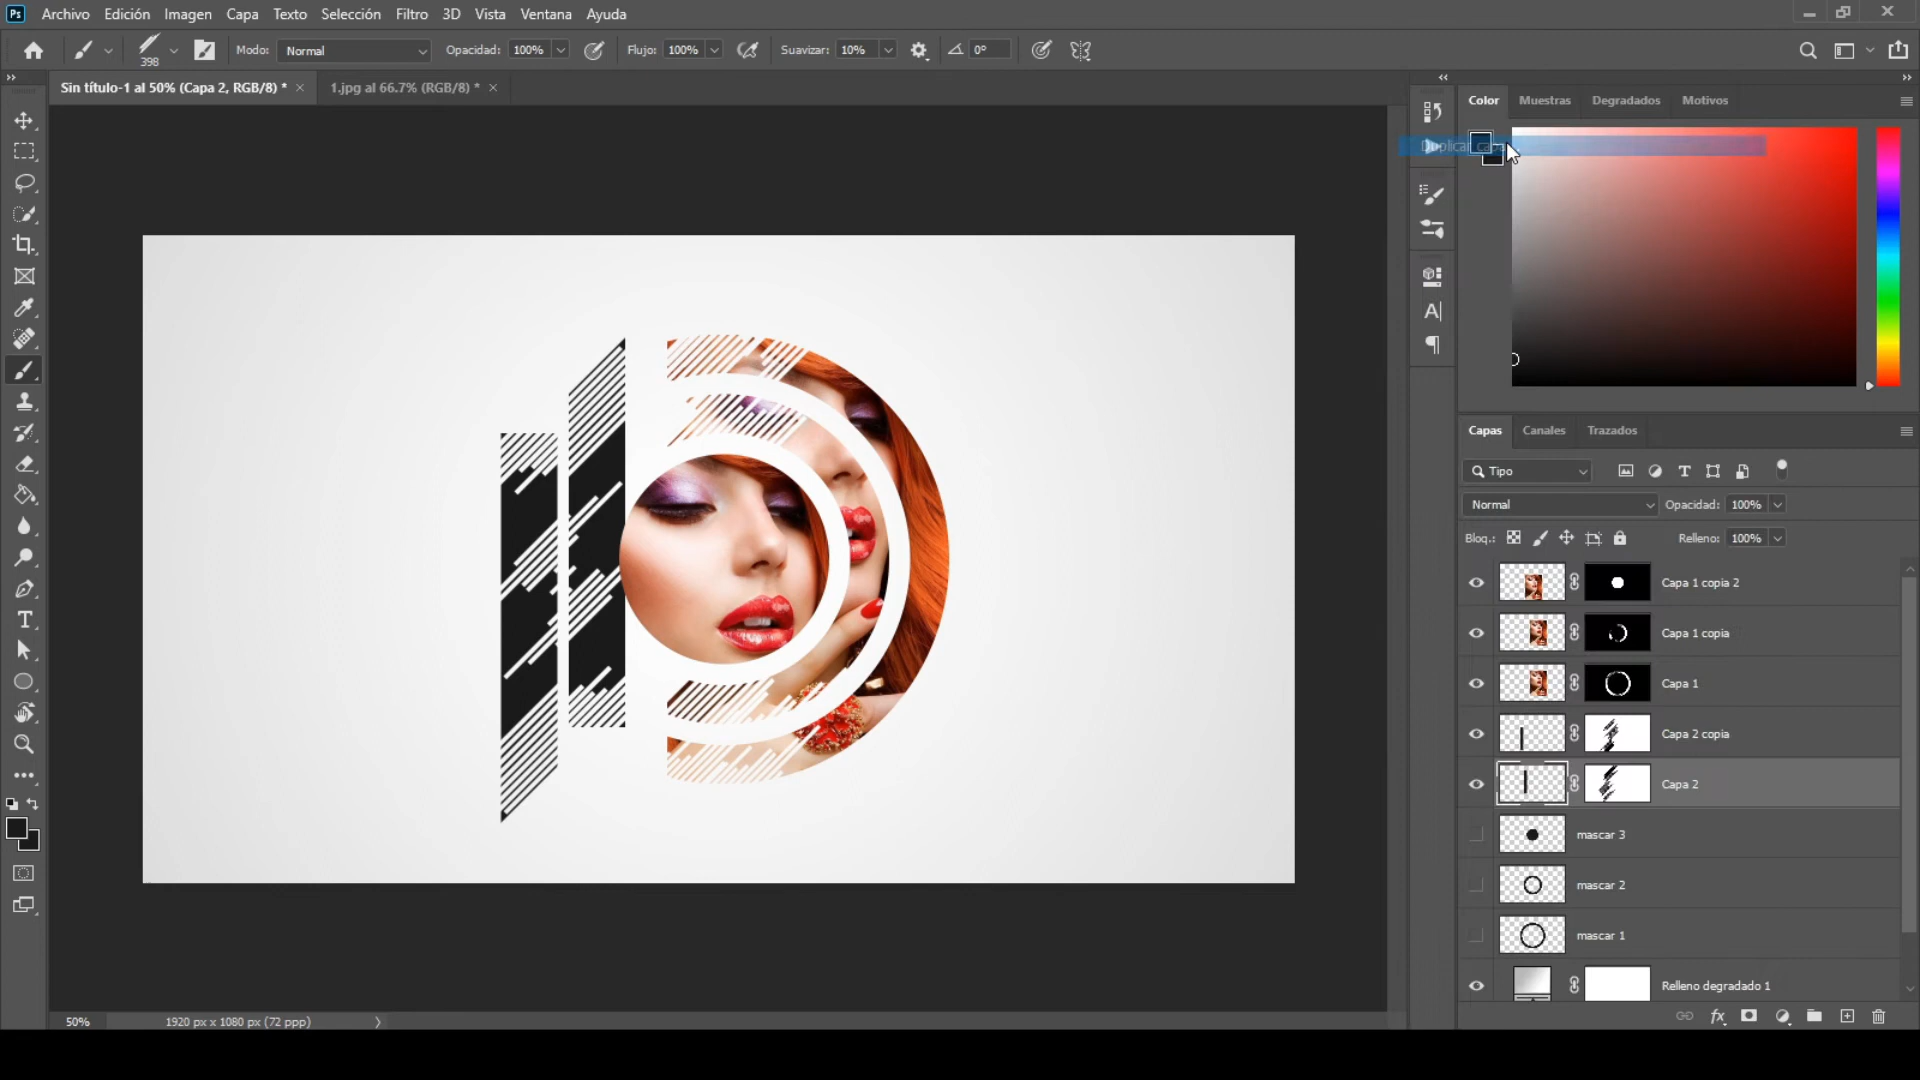 Ps Archivo Edición Imagen Capa Texto Selección Filtro 3D Vista Ventana Ayuda
398 Modo: Normal Opacidad: 100% Flujo: 100% Suavizar: 10% 0°
Sin título-1 al 50% (Capa 2, RGB/8) * 1.jpg al 66.7% (RGB/8) *
Color Muestras Degradados Motivos
Duplicar capa
Capas Canales Trazados
Tipo
Normal Opacidad: 100%
Bloq.: Relleno: 100%
Capa 1 copia 2
Capa 1 copia
Capa 1
Capa 2 copia
Capa 2
mascar 3
mascar 2
mascar 1
Relleno degradado 1
fx
50% 1920 px x 1080 px (72 ppp)